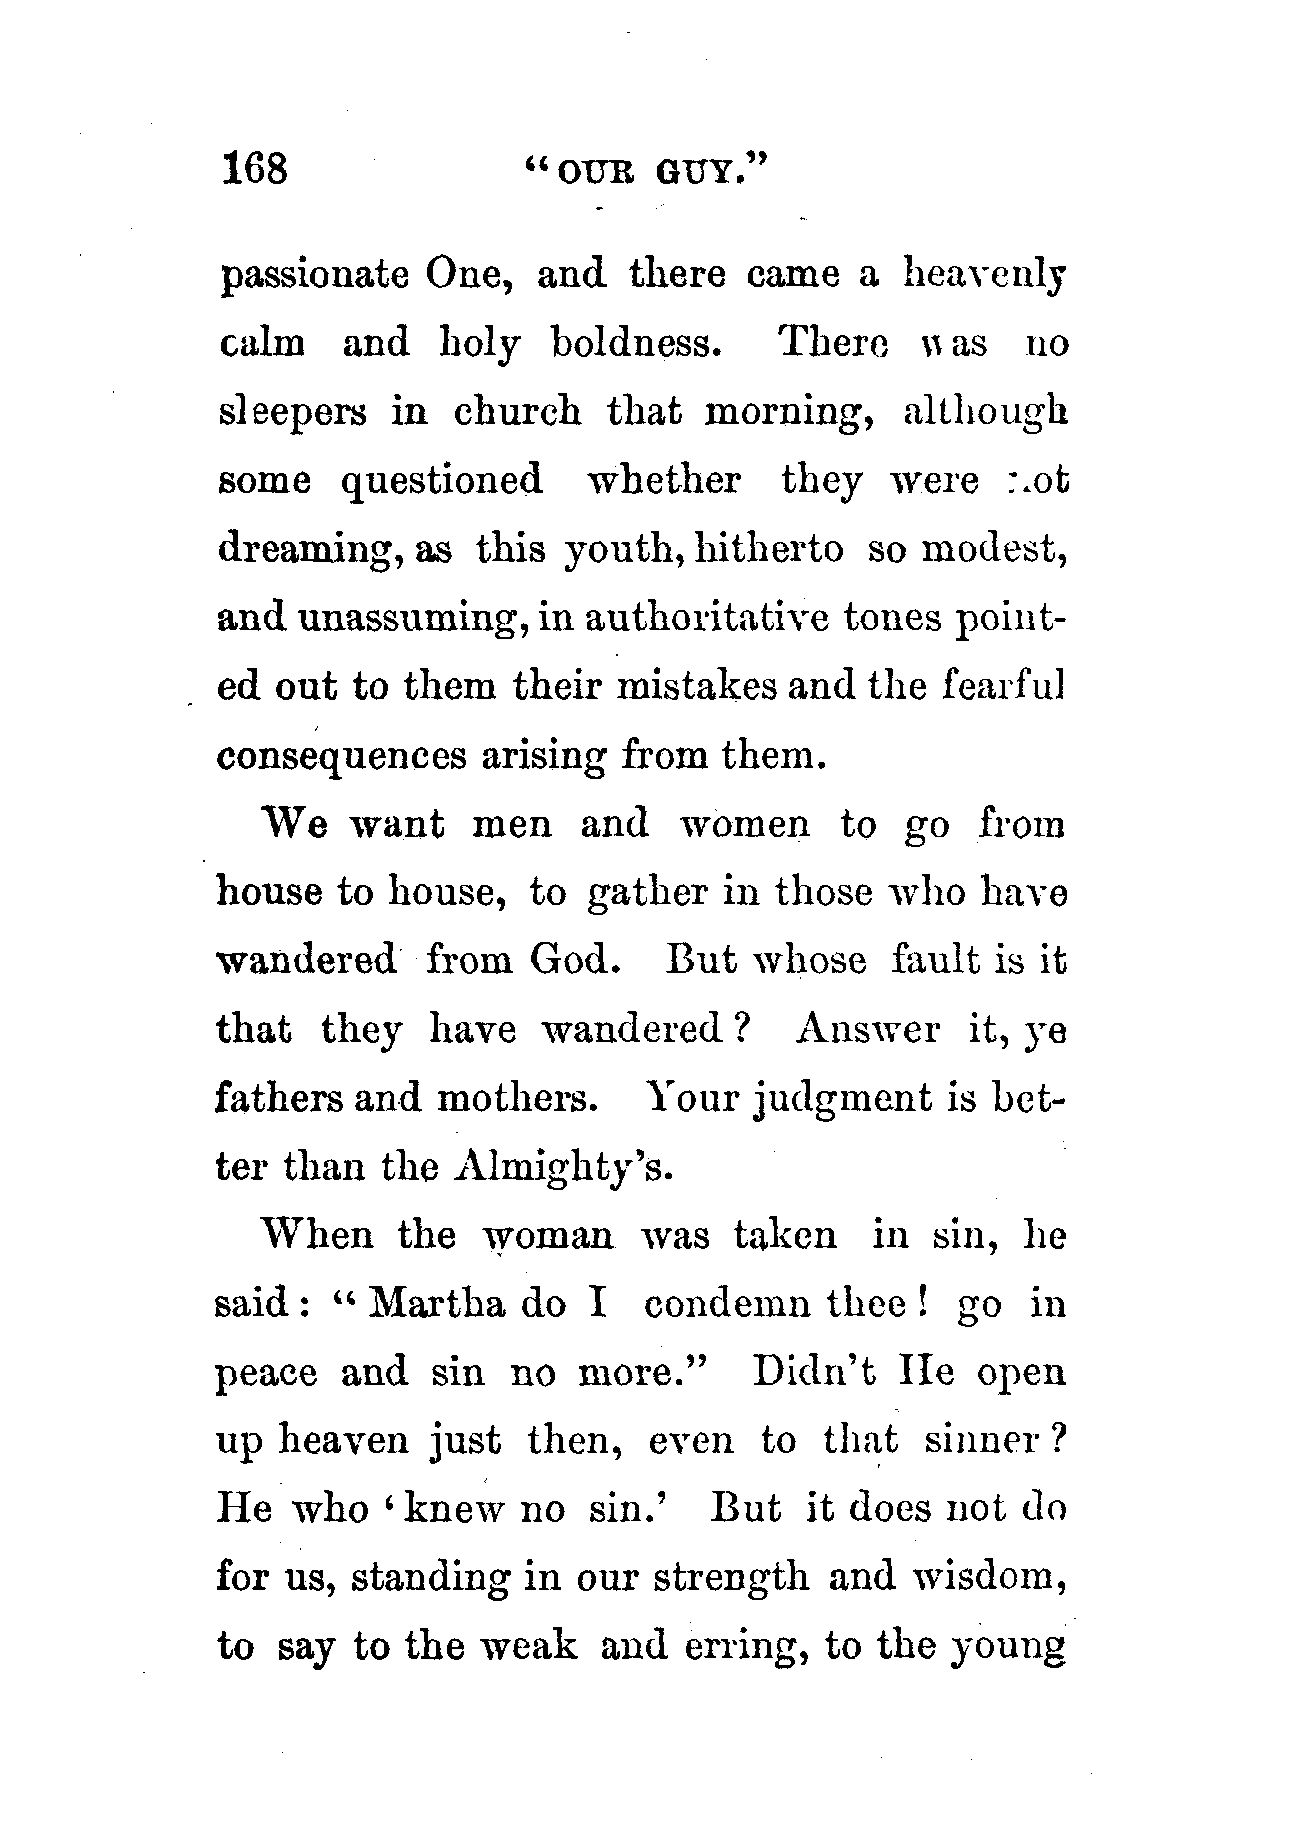 168 “OUR GUY.”
passionate One, and there came a heavenly
calm and holy boldness. There was no
sleepers in church that morning, although
some questioned whether they were not
dreaming, as this youth, hitherto so modest,
and unassuming, in authoritative tones point-
ed out to them their mistakes and the fearful
consequences arising from them.
We want men and women to go from
house to house, to gather in those who have
wandered from God. But whose fault is it
that they have wandered? Answer it, ye
fathers and mothers. Your judgment is bet-
ter than the Almighty’s.
When the woman was taken in sin, he
said: “Martha do I condemn thee! go in
peace and sin no more.” Didn’t He open
up heaven just then, even to that sinner?
He who ‘knew no sin.’ But it does not do
for us, standing in our strength and wisdom,
to say to the weak and erring, to the young